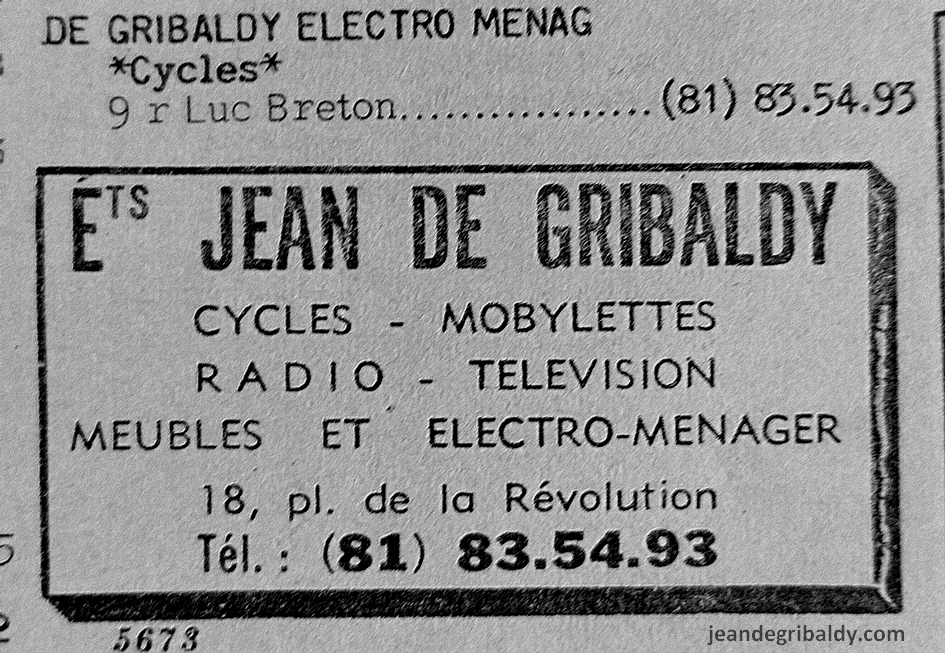 DE GRIBALDY ELECTRO MENAG
*Cycles*
9 r Luc Breton.................(81) 83.54.93
ÉTS JEAN DE GRIBALDY
CYCLES - MOBYLETTES
RADIO - TELEVISION
MEUBLES ET ELECTRO-MENAGER
18, pl. de la Révolution
Tél. : (81) 83.54.93
5673
jeandegribaldy.com